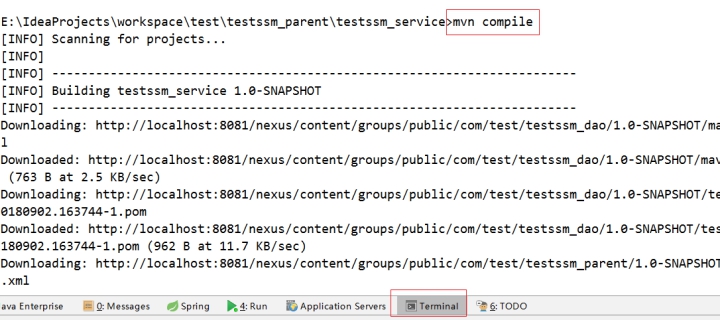 E:\IdeaProjects\workspace\test\testssm_parent\testssm_service>mvn compile
[INFO] Scanning for projects...
[INFO]
[INFO] ------------------------------------------------------------------------
[INFO] Building testssm_service 1.0-SNAPSHOT
[INFO] ------------------------------------------------------------------------
Downloading: http://localhost:8081/nexus/content/groups/public/com/test/testssm_dao/1.0-SNAPSHOT/ma
l
Downloaded: http://localhost:8081/nexus/content/groups/public/com/test/testssm_dao/1.0-SNAPSHOT/mav
(763 B at 2.5 KB/sec)
Downloading: http://localhost:8081/nexus/content/groups/public/com/test/testssm_dao/1.0-SNAPSHOT/te
0180902.163744-1.pom
Downloaded: http://localhost:8081/nexus/content/groups/public/com/test/testssm_dao/1.0-SNAPSHOT/tes
180902.163744-1.pom (962 B at 11.7 KB/sec)
Downloading: http://localhost:8081/nexus/content/groups/public/com/test/testssm_parent/1.0-SNAPSHOT
.xml
ava Enterprise 0: Messages Spring 4: Run Application Servers Terminal 6: TODO